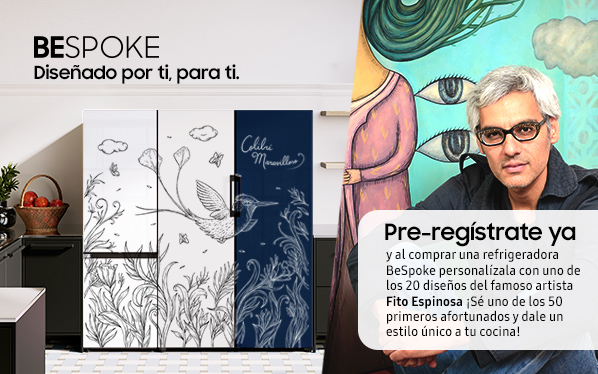 BESPOKE
Diseñado por ti, para ti.
Colibrí
Maravilloso
Pre-regístrate ya
y al comprar una refrigeradora
BeSpoke personalízala con uno de
los 20 diseños del famoso artista
Fito Espinosa ¡Sé uno de los 50
primeros afortunados y dale un
estilo único a tu cocina!